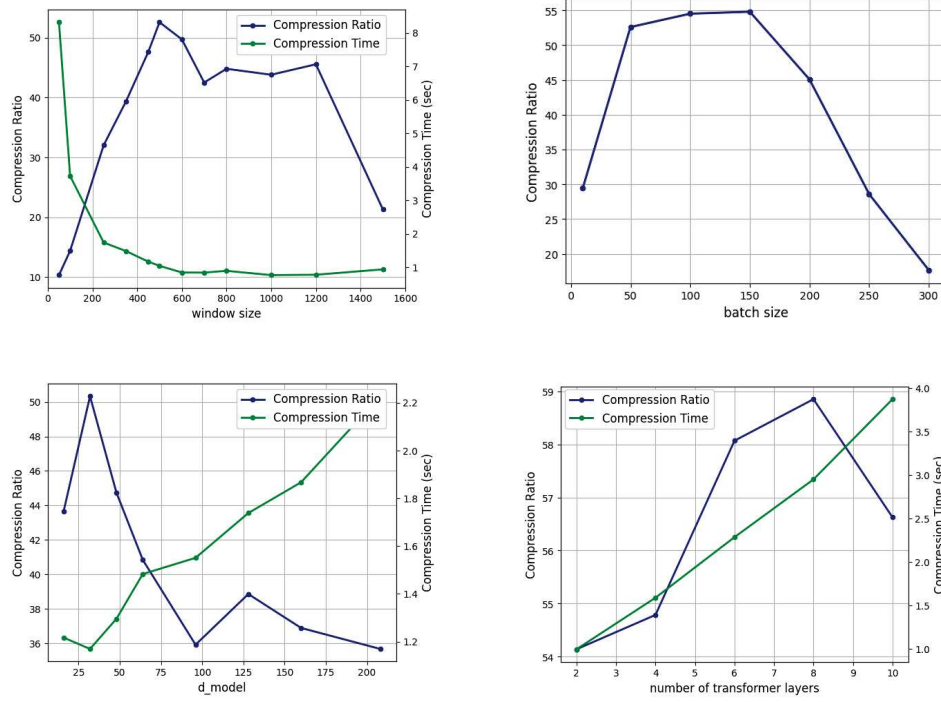 Compression Ratio
Compression Time
50
40
30
20
10
Compression Ratio
8
7
6
5
4
3
2
1
Compression Time (sec)
0 200 400 600 800 1000 1200 1400 1600
window size
55
50
45
40
35
30
25
20
Compression Ratio
0 50 100 150 200 250 300
batch size
Compression Ratio
Compression Time
50
48
46
44
42
40
38
36
Compression Ratio
2.2
2.0
1.8
1.6
1.4
1.2
Compression Time (sec)
25 50 75 100 125 150 175 200
d_model
Compression Ratio
Compression Time
59
58
57
56
55
54
Compression Ratio
4.0
3.5
3.0
2.5
2.0
1.5
1.0
Compression Time (sec)
2 3 4 5 6 7 8 9 10
number of transformer layers